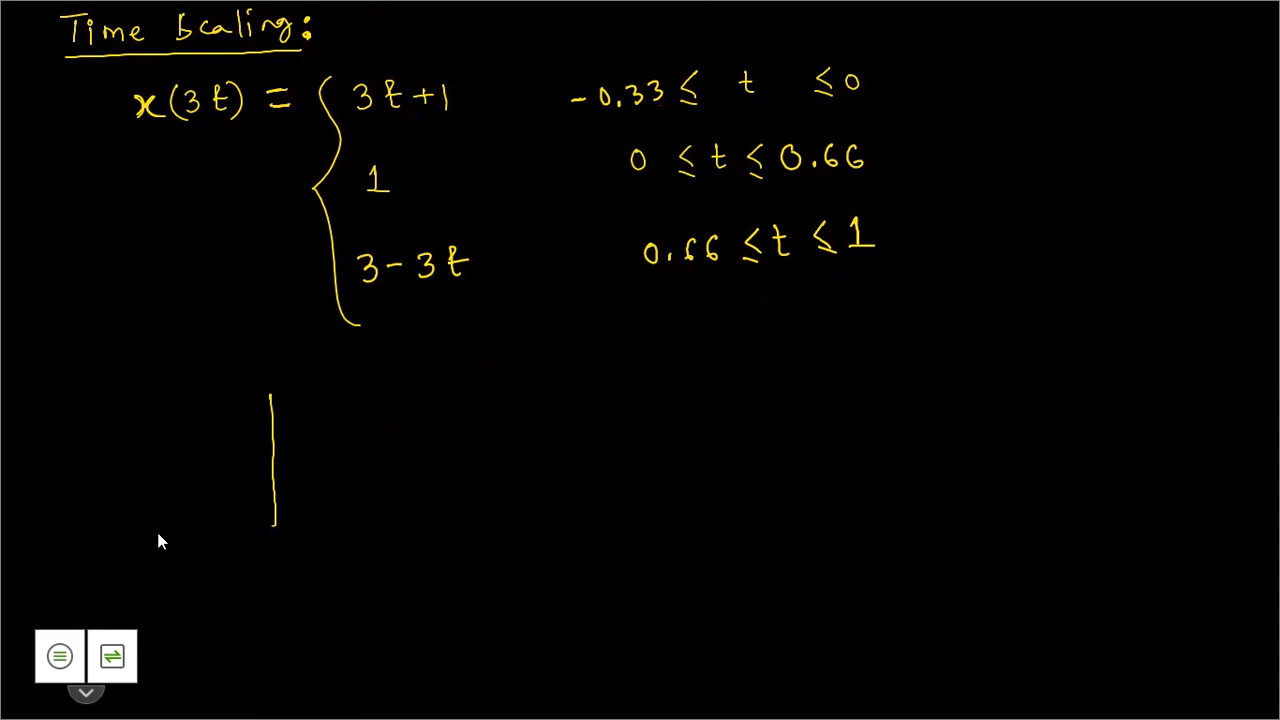 Time Scaling:
x(3t) = { 3t+1 -0.33 ≤ t ≤ 0
1 0 ≤ t ≤ 0.66
3-3t 0.66 ≤ t ≤ 1